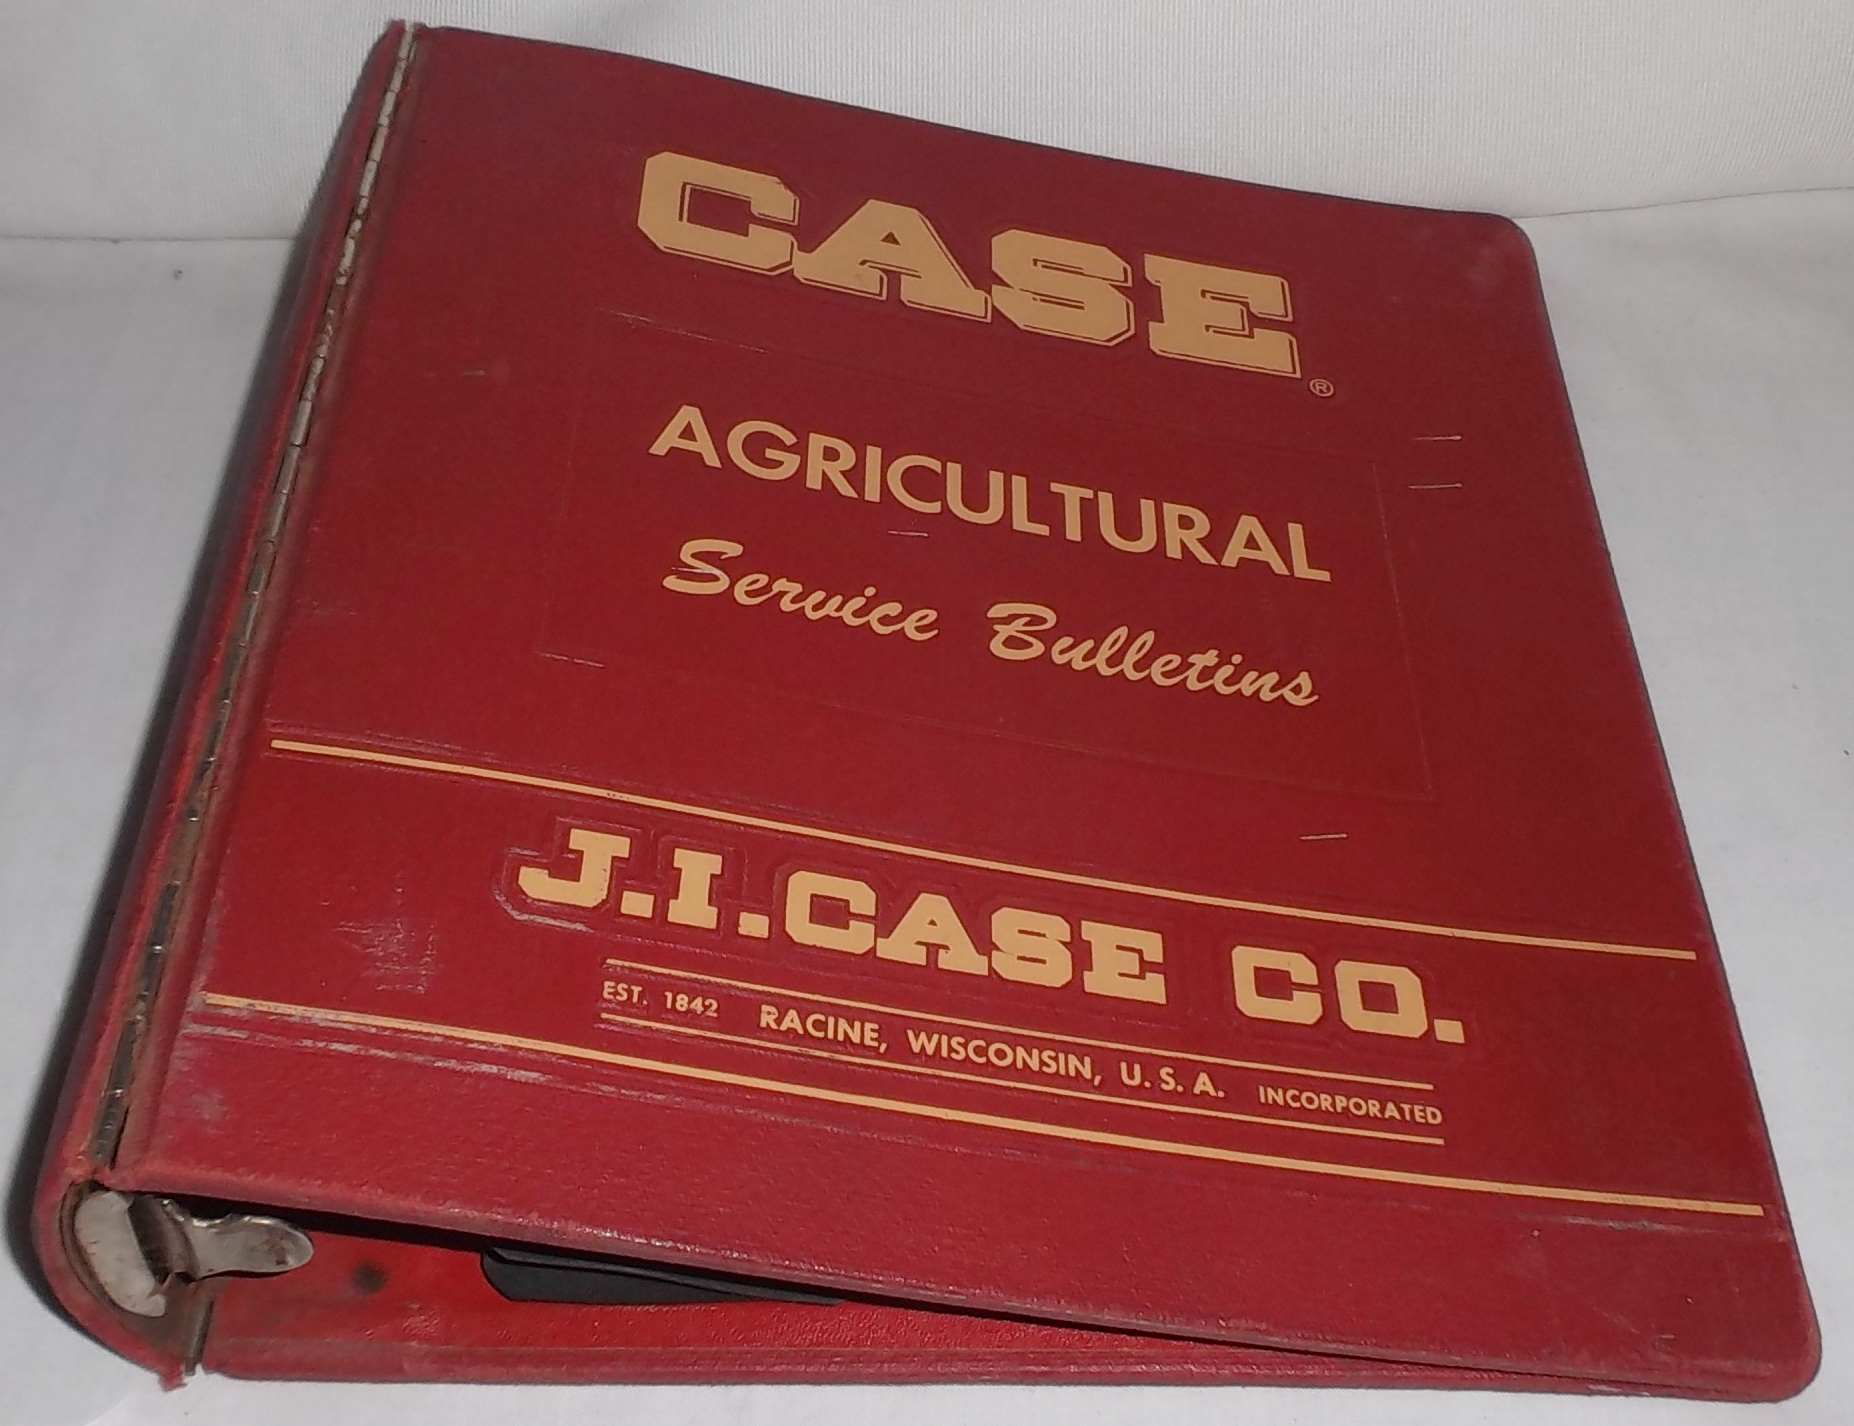 CASE®
AGRICULTURAL
Service Bulletins
J.I.CASE CO.
EST. 1842 RACINE, WISCONSIN, U.S.A. INCORPORATED